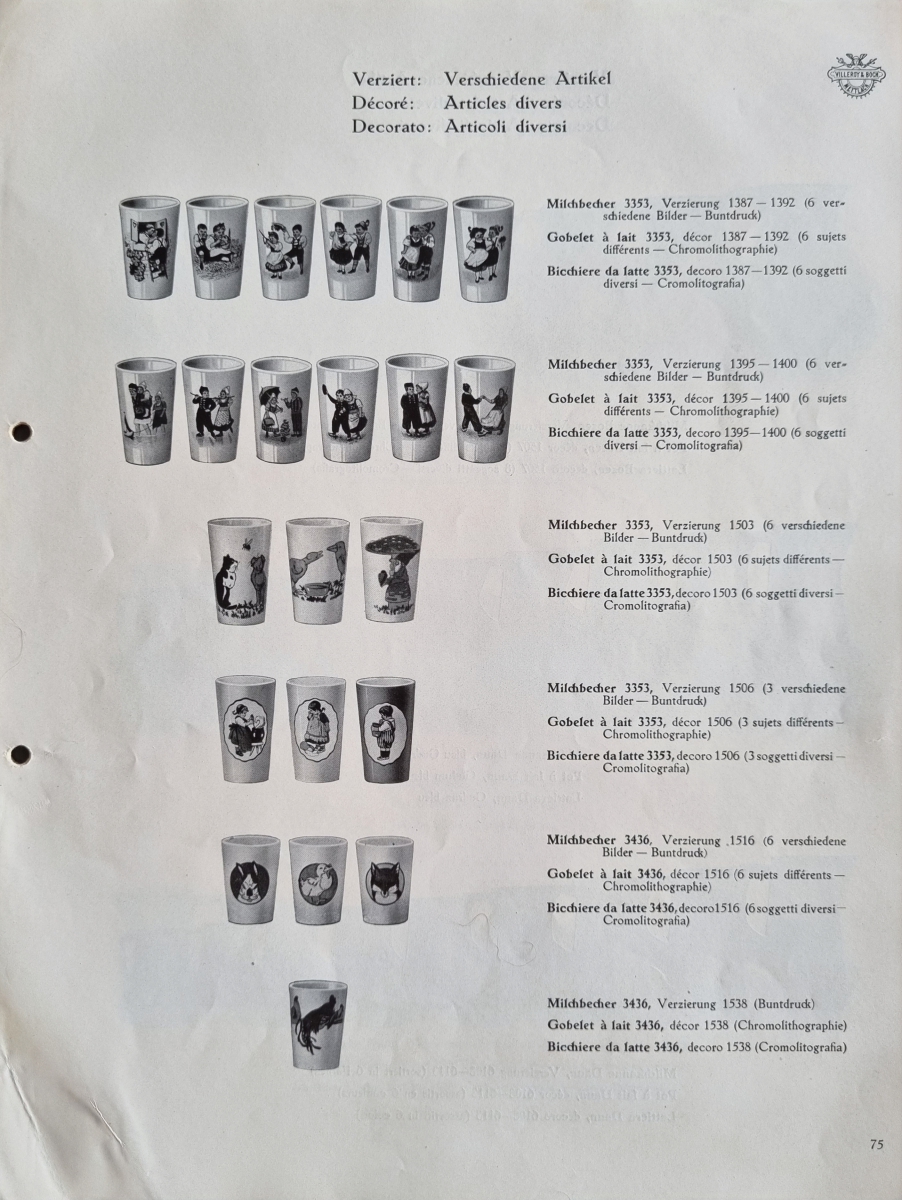 Verziert: Verschiedene Artikel
Décoré: Articles divers
Decorato: Articoli diversi
VILLEROY & BOCH
METTLACH
Milchbecher 3353, Verzierung 1387 — 1392 (6 ver-
schiedene Bilder — Buntdruck)
Gobelet à lait 3353, décor 1387 — 1392 (6 sujets
différents — Chromolithographie)
Bicchiere da latte 3353, decoro 1387—1392 (6 soggetti
diversi — Cromolitografia)
Milchbecher 3353, Verzierung 1395 — 1400 (6 ver-
schiedene Bilder — Buntdruck)
Gobelet à lait 3353, décor 1395 — 1400 (6 sujets
différents — Chromolithographie)
Bicchiere da latte 3353, decoro 1395—1400 (6 soggetti
diversi — Cromolitografia)
Milchbecher 3353, Verzierung 1503 (6 verschiedene
Bilder — Buntdruck)
Gobelet à lait 3353, décor 1503 (6 sujets différents —
Chromolithographie)
Bicchiere da latte 3353, decoro 1503 (6 soggetti diversi —
Cromolitografia)
Milchbecher 3353, Verzierung 1506 (3 verschiedene
Bilder — Buntdruck)
Gobelet à lait 3353, décor 1506 (3 sujets différents —
Chromolithographie)
Bicchiere da latte 3353, decoro 1506 (3 soggetti diversi —
Cromolitografia)
Milchbecher 3436, Verzierung 1516 (6 verschiedene
Bilder — Buntdruck)
Gobelet à lait 3436, décor 1516 (6 sujets différents —
Chromolithographie)
Bicchiere da latte 3436, decoro 1516 (6 soggetti diversi —
Cromolitografia)
Milchbecher 3436, Verzierung 1538 (Buntdruck)
Gobelet à lait 3436, décor 1538 (Chromolithographie)
Bicchiere da latte 3436, decoro 1538 (Cromolitografia)
75